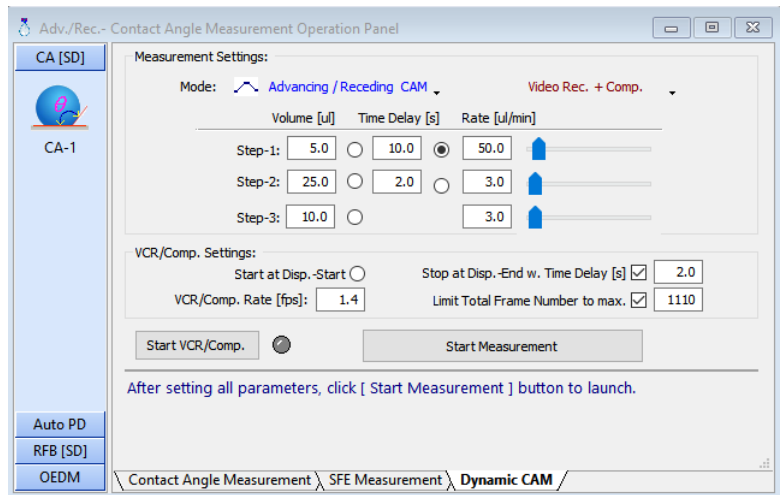 Adv./Rec.- Contact Angle Measurement Operation Panel
CA [SD]
θ
CA-1
Auto PD
RFB [SD]
OEDM
Measurement Settings:
Mode: Advancing / Receding CAM Video Rec. + Comp.
Volume [ul] Time Delay [s] Rate [ul/min]
Step-1: 5.0 10.0 50.0
Step-2: 25.0 2.0 3.0
Step-3: 10.0 3.0
VCR/Comp. Settings:
Start at Disp.-Start Stop at Disp.-End w. Time Delay [s] 2.0
VCR/Comp. Rate [fps]: 1.4 Limit Total Frame Number to max. 1110
Start VCR/Comp. Start Measurement
After setting all parameters, click [ Start Measurement ] button to launch.
Contact Angle Measurement SFE Measurement Dynamic CAM